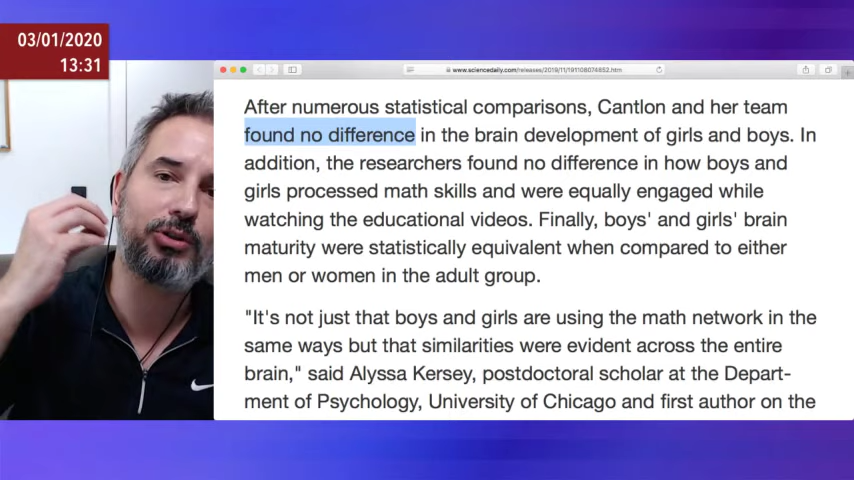 03/01/2020
13:31
www.sciencedaily.com/releases/2019/11/191108074852.htm
After numerous statistical comparisons, Cantlon and her team
found no difference in the brain development of girls and boys. In
addition, the researchers found no difference in how boys and
girls processed math skills and were equally engaged while
watching the educational videos. Finally, boys' and girls' brain
maturity were statistically equivalent when compared to either
men or women in the adult group.
"It's not just that boys and girls are using the math network in the
same ways but that similarities were evident across the entire
brain," said Alyssa Kersey, postdoctoral scholar at the Depart-
ment of Psychology, University of Chicago and first author on the